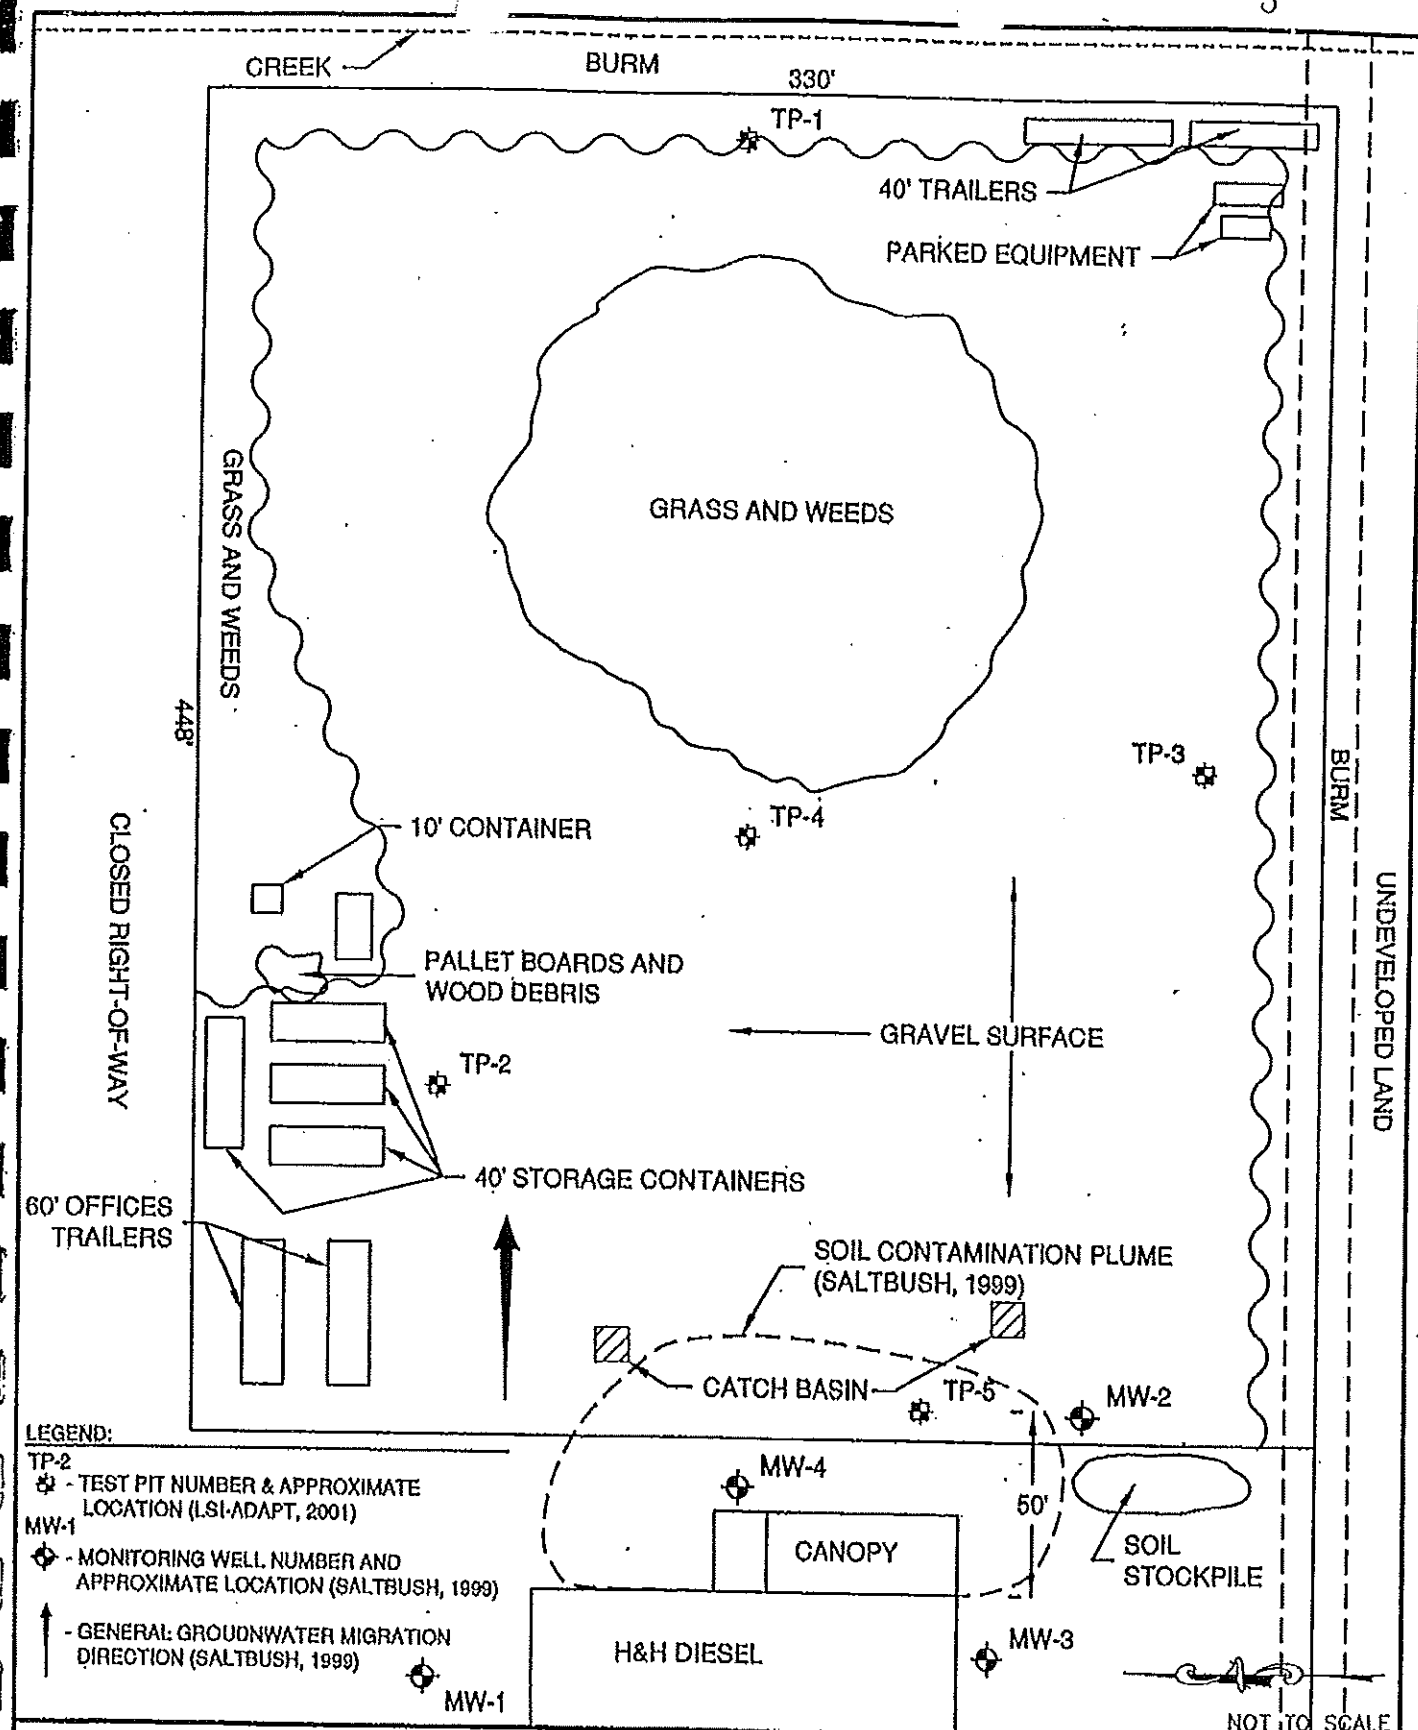 CREEK
BURM
330'
TP-1
40' TRAILERS
PARKED EQUIPMENT
GRASS AND WEEDS
GRASS AND WEEDS
448'
TP-3
BURM
TP-4
10' CONTAINER
CLOSED RIGHT-OF-WAY
UNDEVELOPED LAND
PALLET BOARDS AND
WOOD DEBRIS
GRAVEL SURFACE
TP-2
40' STORAGE CONTAINERS
60' OFFICES
TRAILERS
SOIL CONTAMINATION PLUME
(SALTBUSH, 1999)
CATCH BASIN
TP-5
MW-2
LEGEND:
TP-2
- TEST PIT NUMBER & APPROXIMATE
LOCATION (LSI-ADAPT, 2001)
MW-1
- MONITORING WELL NUMBER AND
APPROXIMATE LOCATION (SALTBUSH, 1999)
- GENERAL GROUDNWATER MIGRATION
DIRECTION (SALTBUSH, 1999)
MW-4
50'
CANOPY
SOIL
STOCKPILE
H&H DIESEL
MW-3
MW-1
NOT TO SCALE